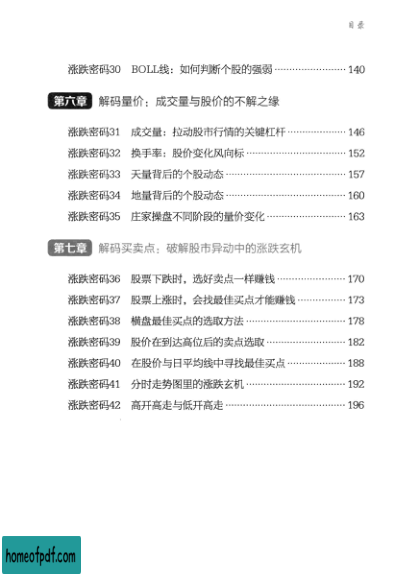 目 录
涨跌密码30 BOLL线：如何判断个股的强弱························140
第六章 解码量价：成交量与股价的不解之缘
涨跌密码31 成交量：拉动股市行情的关键杠杆····················146
涨跌密码32 换手率：股价变化风向标··································152
涨跌密码33 天量背后的个股动态········································157
涨跌密码34 地量背后的个股动态········································160
涨跌密码35 庄家操盘不同阶段的量价变化···························163
第七章 解码买卖点：破解股市异动中的涨跌玄机
涨跌密码36 股票下跌时，选好卖点一样赚钱·······················170
涨跌密码37 股票上涨时，会找最佳买点才能赚钱················173
涨跌密码38 横盘最佳买点的选取方法··································178
涨跌密码39 股价在到达高位后的卖点选取···························182
涨跌密码40 在股价与日平均线中寻找最佳买点····················188
涨跌密码41 分时走势图里的涨跌玄机··································192
涨跌密码42 高开高走与低开高走········································196
homeofpdf.com